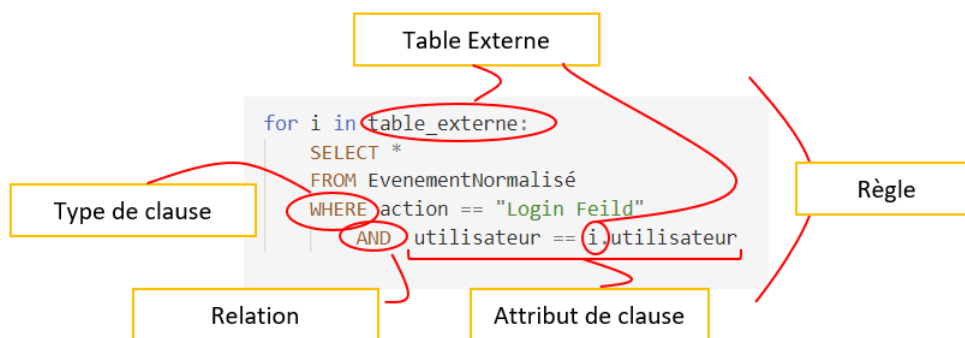 Table Externe
for i in table_externe:
SELECT *
FROM EvenementNormalisé
WHERE action == "Login Feild"
AND utilisateur == i.utilisateur
Type de clause
Règle
Relation
Attribut de clause